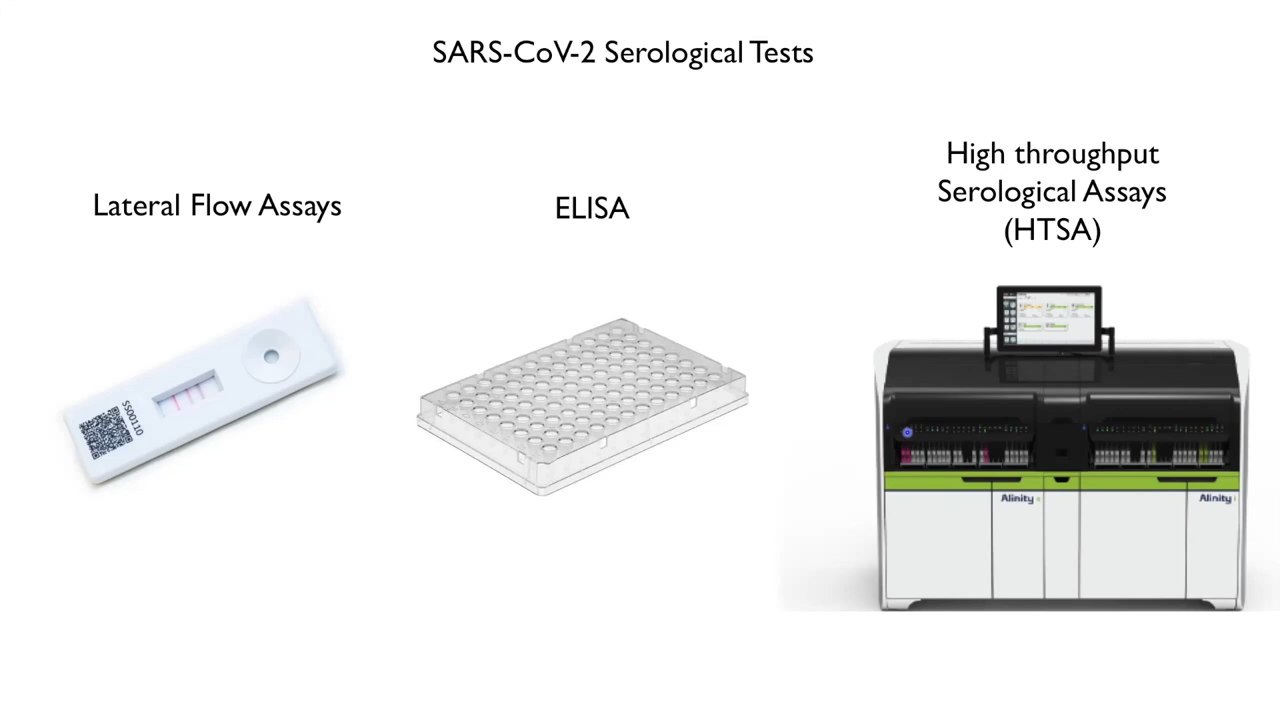 SARS-CoV-2 Serological Tests
High throughput
Serological Assays
(HTSA)
Lateral Flow Assays
ELISA
SS00110
Alinity
Alinity